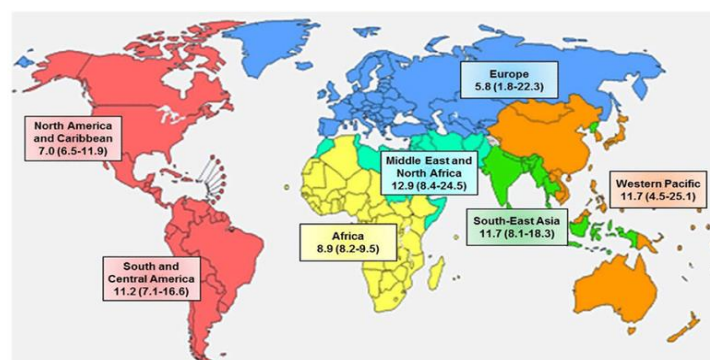 Europe
5.8 (1.8-22.3)
North America
and Caribbean
7.0 (6.5-11.9)
Middle East and
North Africa
12.9 (8.4-24.5)
Western Pacific
11.7 (4.5-25.1)
South-East Asia
11.7 (8.1-18.3)
Africa
8.9 (8.2-9.5)
South and
Central America
11.2 (7.1-16.6)